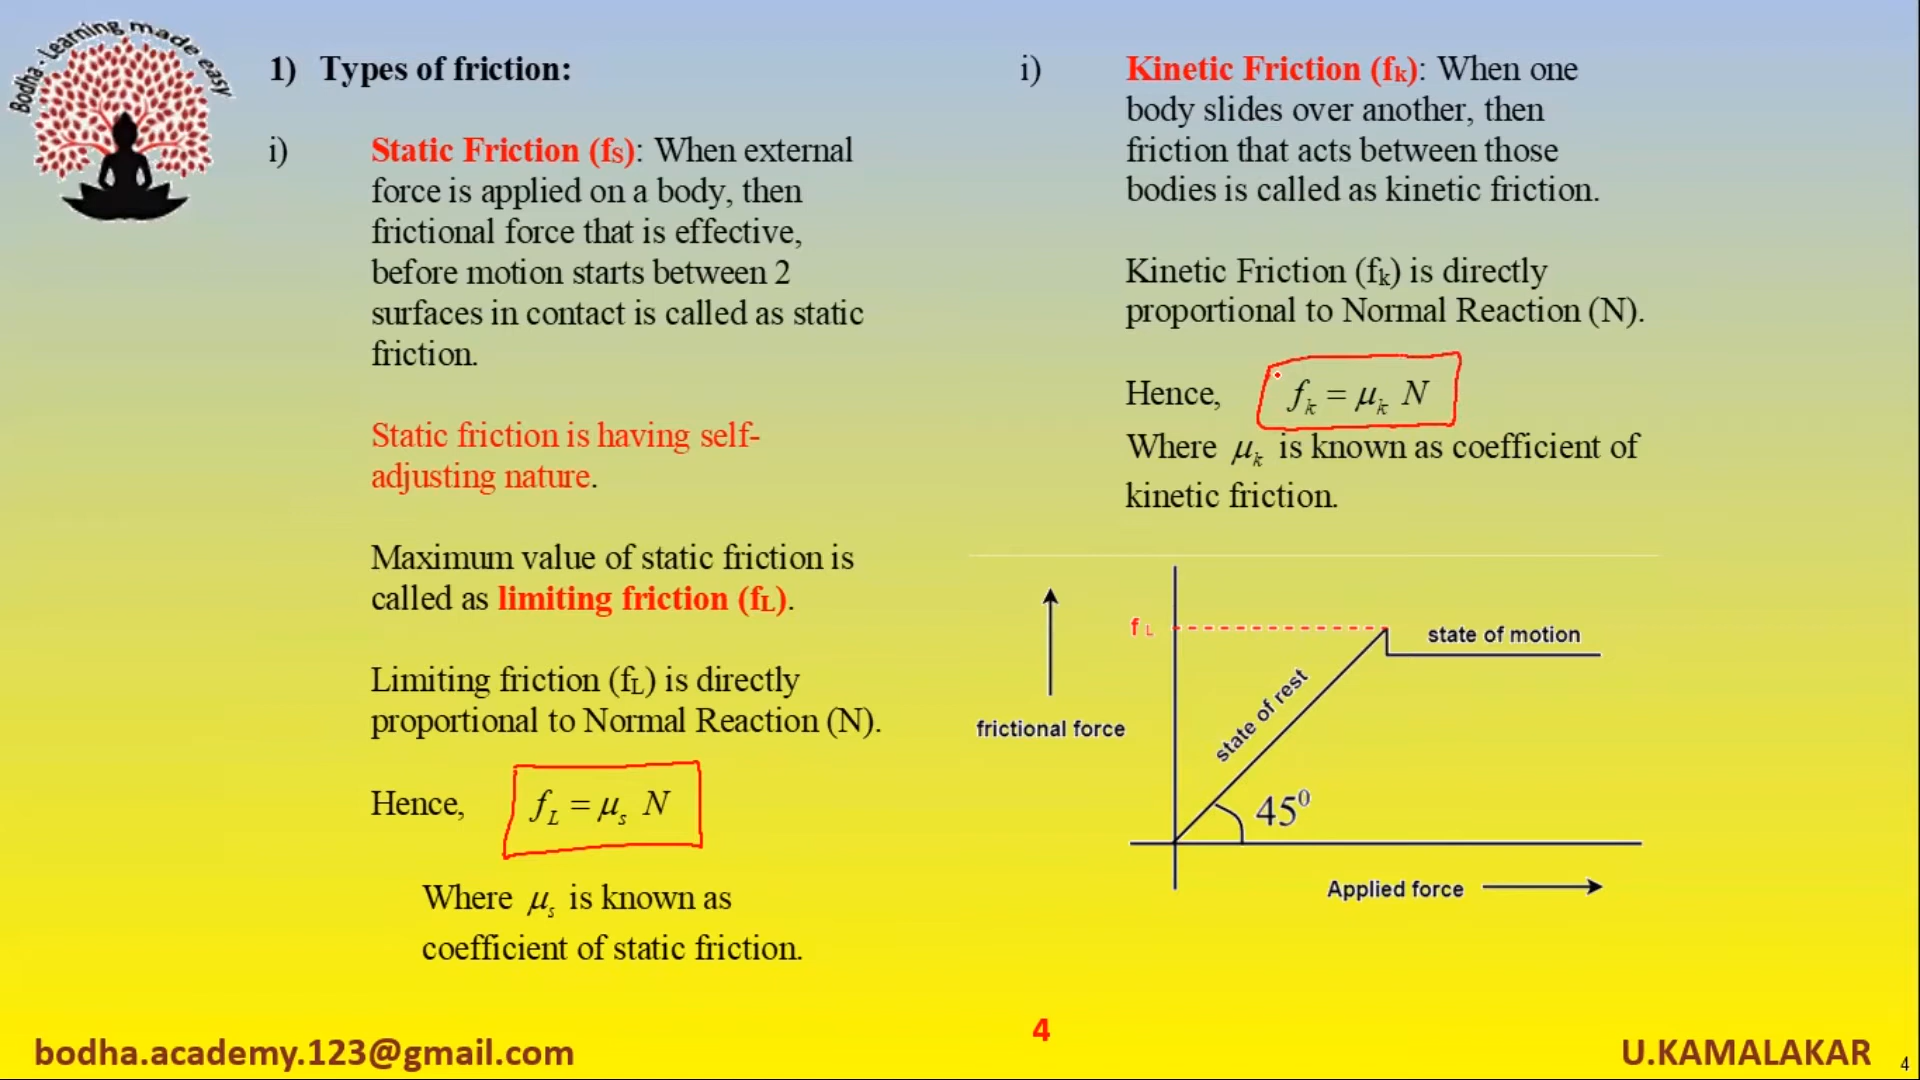 Bodha - Learning made easy
1) Types of friction:
i) Static Friction (fS): When external
force is applied on a body, then
frictional force that is effective,
before motion starts between 2
surfaces in contact is called as static
friction.
Static friction is having self-
adjusting nature.
Maximum value of static friction is
called as limiting friction (fL).
Limiting friction (fL) is directly
proportional to Normal Reaction (N).
Hence, fL = μs N
Where μs is known as
coefficient of static friction.
i) Kinetic Friction (fk): When one
body slides over another, then
friction that acts between those
bodies is called as kinetic friction.
Kinetic Friction (fk) is directly
proportional to Normal Reaction (N).
Hence, fk = μk N
Where μk is known as coefficient of
kinetic friction.
f L
state of motion
state of rest
frictional force
45⁰
Applied force
4
bodha.academy.123@gmail.com
U.KAMALAKAR
4